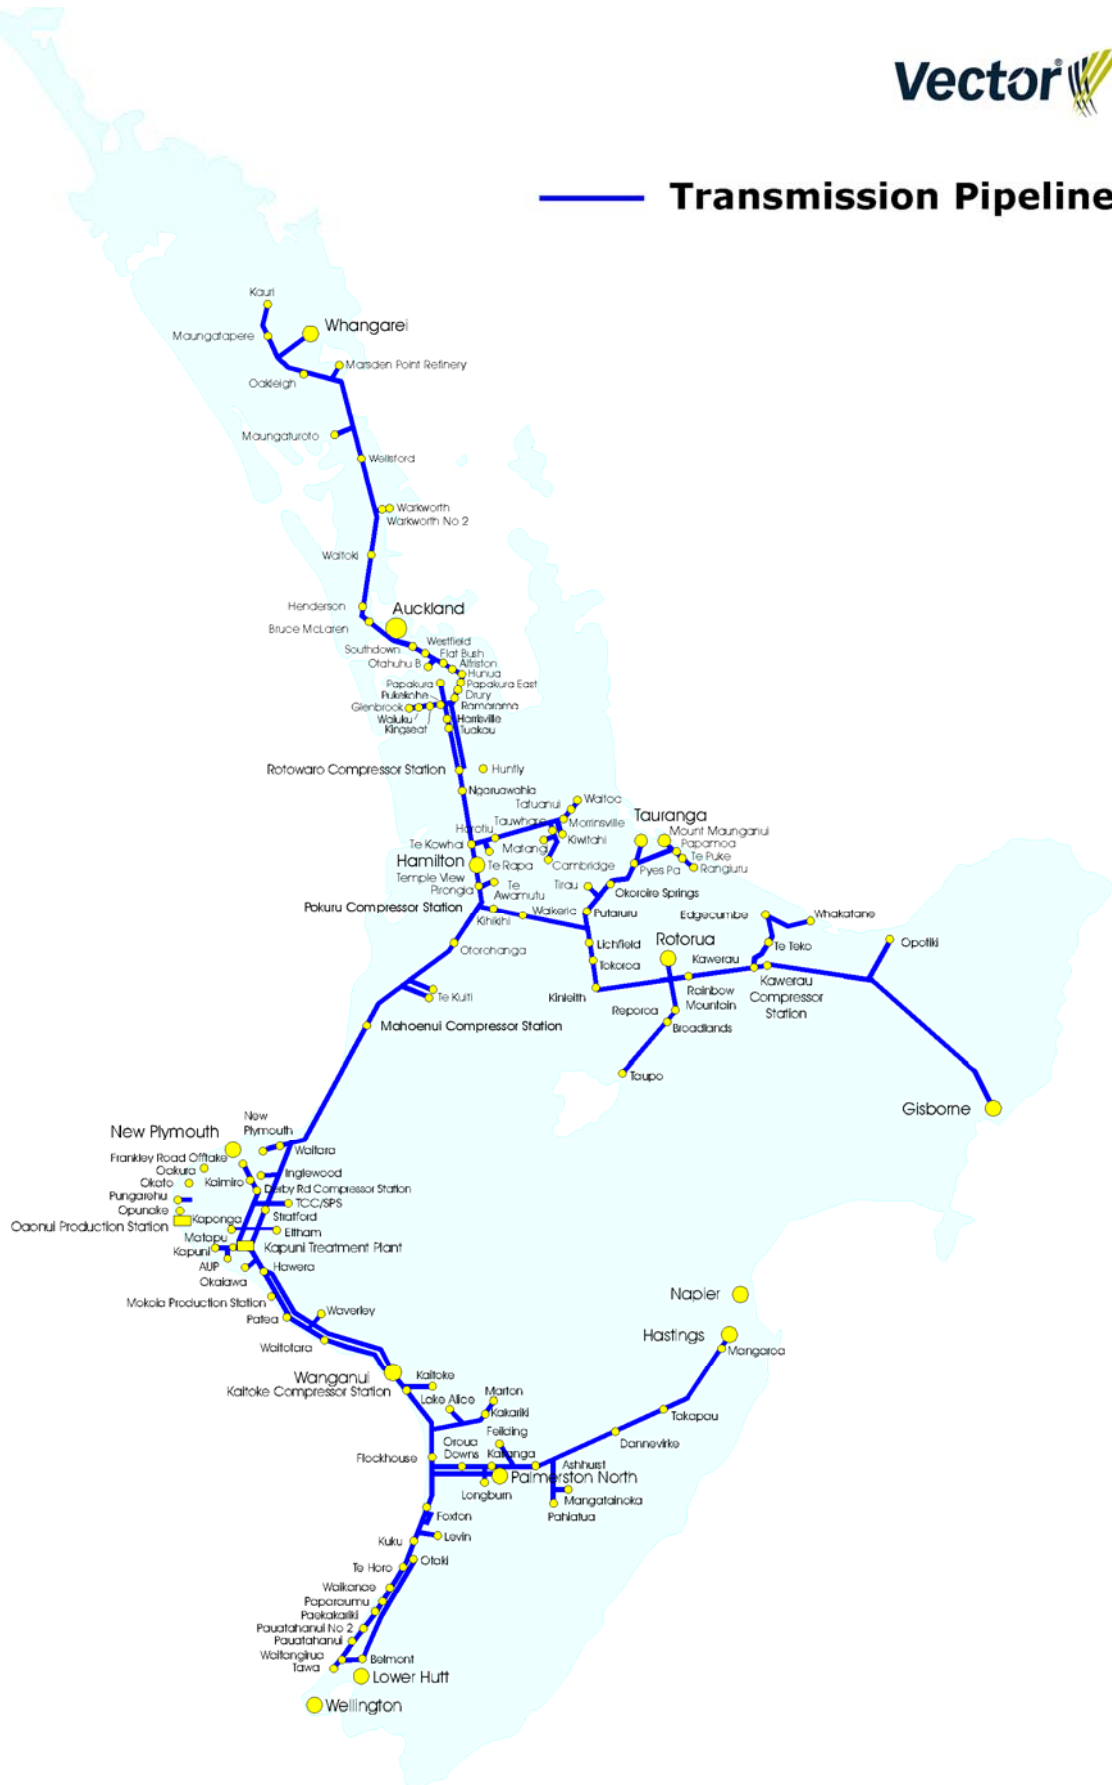 Vector®
Transmission Pipeline
Kauri
Whangarei
Maungatapere
Marsden Point Refinery
Oakleigh
Maungaturoto
Wellsford
Warkworth
Warkworth No 2
Waitoki
Henderson
Auckland
Bruce McLaren
Westfield
Southdown
Flat Bush
Otahuhu B
Alfriston
Hunua
Papakura
Papakura East
Pukekohe
Drury
Glenbrook
Ramarama
Waiuku
Harrisville
Kingseat
Tuakau
Rotowaro Compressor Station
Huntly
Ngaruawahia
Waitoa
Tatuanui
Tauranga
Tauwhare
Morrinsville
Horotiu
Mount Maunganui
Kiwitahi
Te Kowhai
Papamoa
Matangi
Te Puke
Hamilton
Te Rapa
Cambridge
Pyes Pa
Rangiuru
Temple View
Te
Awamutu
Tirau
Pirongia
Okoroire Springs
Pokuru Compressor Station
Waikeria
Putaruru
Edgecumbe
Whakatane
Kihikihi
Otorohanga
Lichfield
Rotorua
Te Teko
Opotiki
Tokoroa
Kawerau
Kawerau
Compressor
Station
Te Kuiti
Kinleith
Rainbow
Mountain
Reporoa
Mahoenui Compressor Station
Broadlands
Taupo
Gisborne
New
Plymouth
New Plymouth
Waitara
Frankley Road Offtake
Oakura
Inglewood
Okato
Kaimiro
Derby Rd Compressor Station
Pungarehu
TCC/SPS
Opunake
Kaponga
Stratford
Oaonui Production Station
Eltham
Matapu
Kapuni
Kapuni Treatment Plant
AUP
Hawera
Okaiawa
Napier
Mokoia Production Station
Waverley
Patea
Hastings
Waitotara
Mangaroa
Wanganui
Kaitoke
Kaitoke Compressor Station
Marton
Lake Alice
Kakariki
Takapau
Feilding
Oroua
Downs
Kairanga
Dannevirke
Flockhouse
Ashhurst
Palmerston North
Longburn
Mangatainoka
Pahiatua
Foxton
Levin
Kuku
Otaki
Te Horo
Waikanae
Paparaumu
Paekakariki
Pauatahanui No 2
Pauatahanui
Waitangirua
Belmont
Tawa
Lower Hutt
Wellington